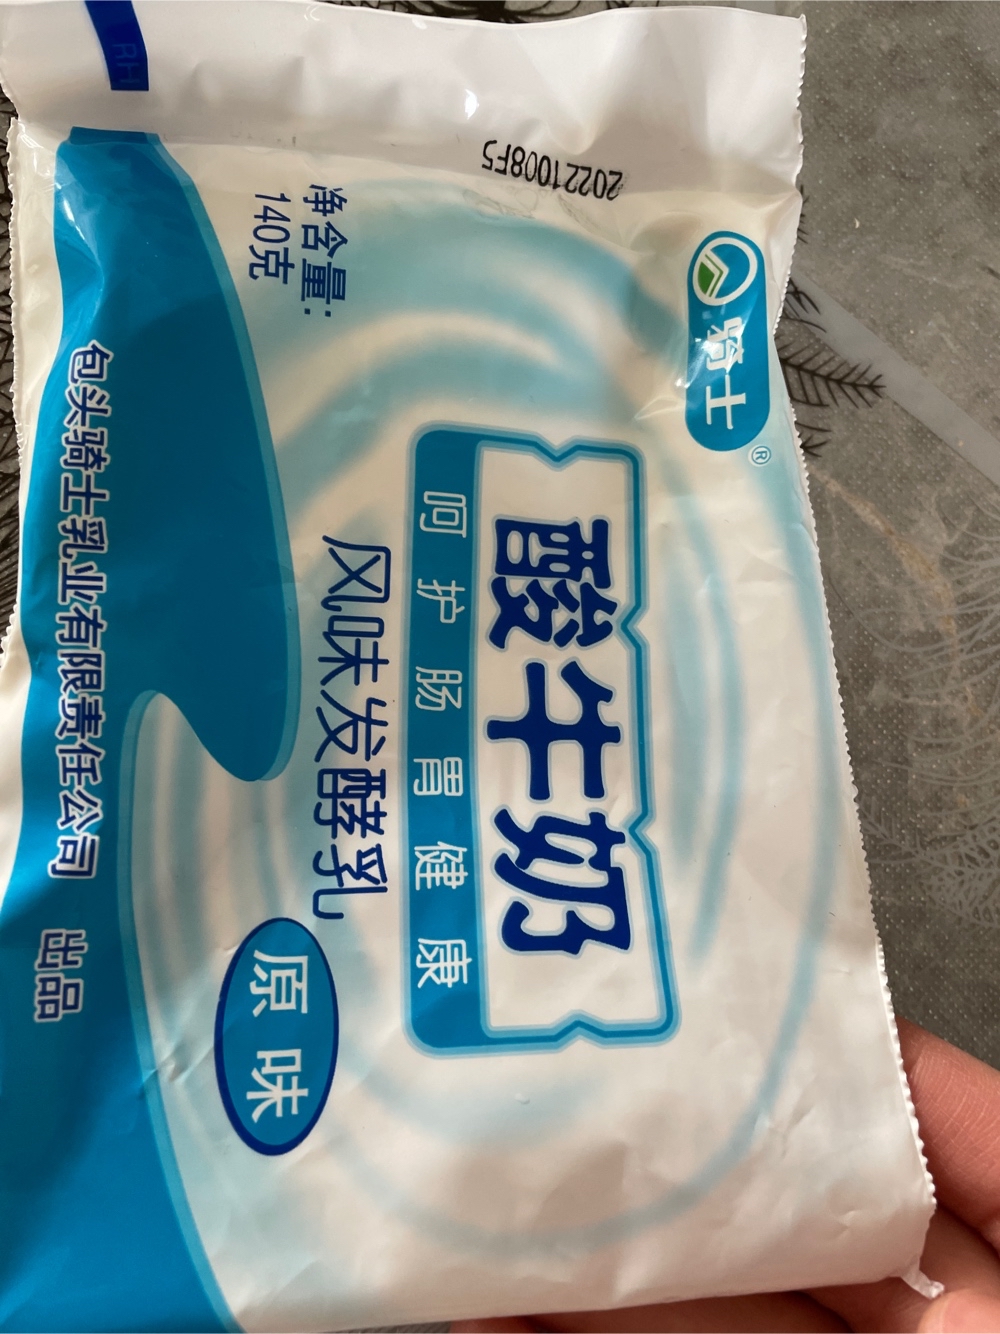 20221008F5
骑士®
酸牛奶
呵护肠胃健康
风味发酵乳
原味
净含量:
140克
包头骑士乳业有限责任公司 出品
RH